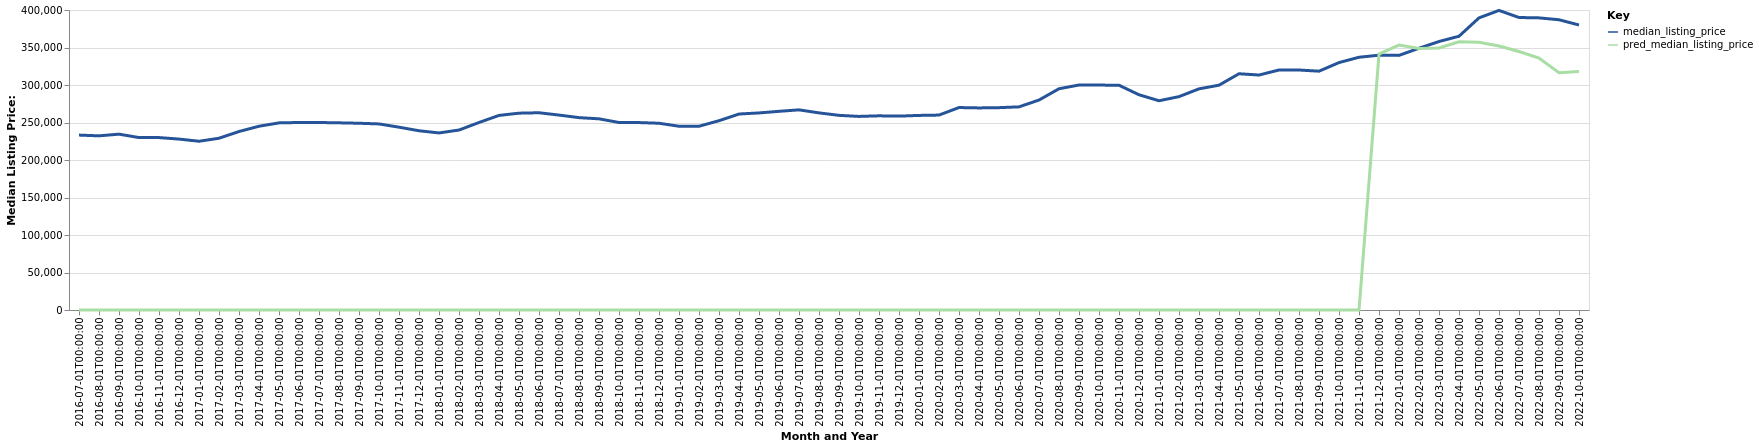 400,000
350,000
300,000
250,000
200,000
150,000
100,000
50,000
0
Median Listing Price:
2016-07-01T00:00:00
2016-08-01T00:00:00
2016-09-01T00:00:00
2016-10-01T00:00:00
2016-11-01T00:00:00
2016-12-01T00:00:00
2017-01-01T00:00:00
2017-02-01T00:00:00
2017-03-01T00:00:00
2017-04-01T00:00:00
2017-05-01T00:00:00
2017-06-01T00:00:00
2017-07-01T00:00:00
2017-08-01T00:00:00
2017-09-01T00:00:00
2017-10-01T00:00:00
2017-11-01T00:00:00
2017-12-01T00:00:00
2018-01-01T00:00:00
2018-02-01T00:00:00
2018-03-01T00:00:00
2018-04-01T00:00:00
2018-05-01T00:00:00
2018-06-01T00:00:00
2018-07-01T00:00:00
2018-08-01T00:00:00
2018-09-01T00:00:00
2018-10-01T00:00:00
2018-11-01T00:00:00
2018-12-01T00:00:00
2019-01-01T00:00:00
2019-02-01T00:00:00
2019-03-01T00:00:00
2019-04-01T00:00:00
2019-05-01T00:00:00
2019-06-01T00:00:00
2019-07-01T00:00:00
2019-08-01T00:00:00
2019-09-01T00:00:00
2019-10-01T00:00:00
2019-11-01T00:00:00
2019-12-01T00:00:00
2020-01-01T00:00:00
2020-02-01T00:00:00
2020-03-01T00:00:00
2020-04-01T00:00:00
2020-05-01T00:00:00
2020-06-01T00:00:00
2020-07-01T00:00:00
2020-08-01T00:00:00
2020-09-01T00:00:00
2020-10-01T00:00:00
2020-11-01T00:00:00
2020-12-01T00:00:00
2021-01-01T00:00:00
2021-02-01T00:00:00
2021-03-01T00:00:00
2021-04-01T00:00:00
2021-05-01T00:00:00
2021-06-01T00:00:00
2021-07-01T00:00:00
2021-08-01T00:00:00
2021-09-01T00:00:00
2021-10-01T00:00:00
2021-11-01T00:00:00
2021-12-01T00:00:00
2022-01-01T00:00:00
2022-02-01T00:00:00
2022-03-01T00:00:00
2022-04-01T00:00:00
2022-05-01T00:00:00
2022-06-01T00:00:00
2022-07-01T00:00:00
2022-08-01T00:00:00
2022-09-01T00:00:00
2022-10-01T00:00:00
Month and Year
Key
median_listing_price
pred_median_listing_price